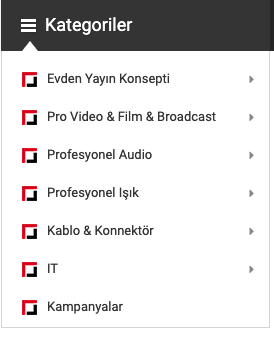 Kategoriler
Evden Yayın Konsepti
Pro Video & Film & Broadcast
Profesyonel Audio
Profesyonel Işık
Kablo & Konnektör
IT
Kampanyalar